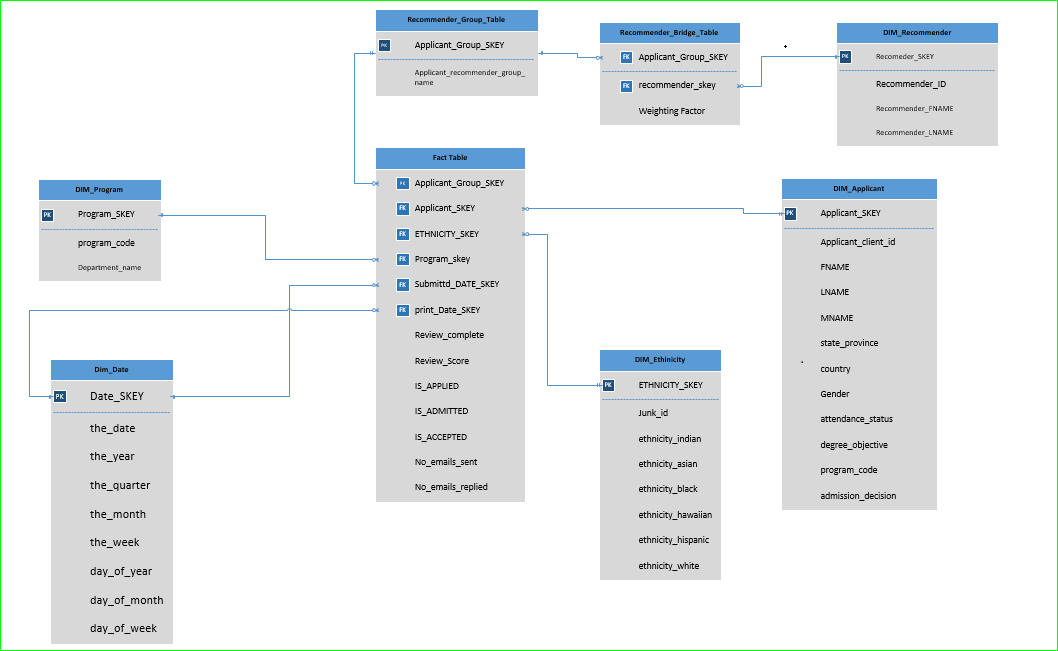 Recommender_Group_Table
PK Applicant_Group_SKEY
Applicant_recommender_group_
name
Recommender_Bridge_Table
FK Applicant_Group_SKEY
FK recommender_skey
Weighting Factor
DIM_Recommender
PK Recomeder_SKEY
Recommender_ID
Recommender_FNAME
Recommender_LNAME
DIM_Program
PK Program_SKEY
program_code
Department_name
Fact Table
FK Applicant_Group_SKEY
FK Applicant_SKEY
FK ETHNICITY_SKEY
FK Program_skey
FK Submittd_DATE_SKEY
FK print_Date_SKEY
Review_complete
Review_Score
IS_APPLIED
IS_ADMITTED
IS_ACCEPTED
No_emails_sent
No_emails_replied
DIM_Applicant
PK Applicant_SKEY
Applicant_client_id
FNAME
LNAME
MNAME
state_province
country
Gender
attendance_status
degree_objective
program_code
admission_decision
Dim_Date
PK Date_SKEY
the_date
the_year
the_quarter
the_month
the_week
day_of_year
day_of_month
day_of_week
DIM_Ethinicity
PK ETHNICITY_SKEY
Junk_id
ethnicity_indian
ethnicity_asian
ethnicity_black
ethnicity_hawaiian
ethnicity_hispanic
ethnicity_white